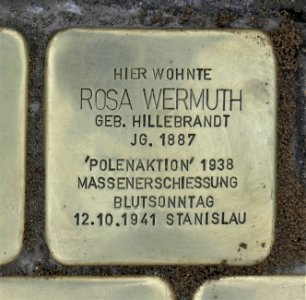 HIER WOHNTE
ROSA WERMUTH
GEB. HILLEBRANDT
JG. 1887
'POLENAKTION' 1938
MASSENERSCHIESSUNG
BLUTSONNTAG
12.10.1941 STANISLAU